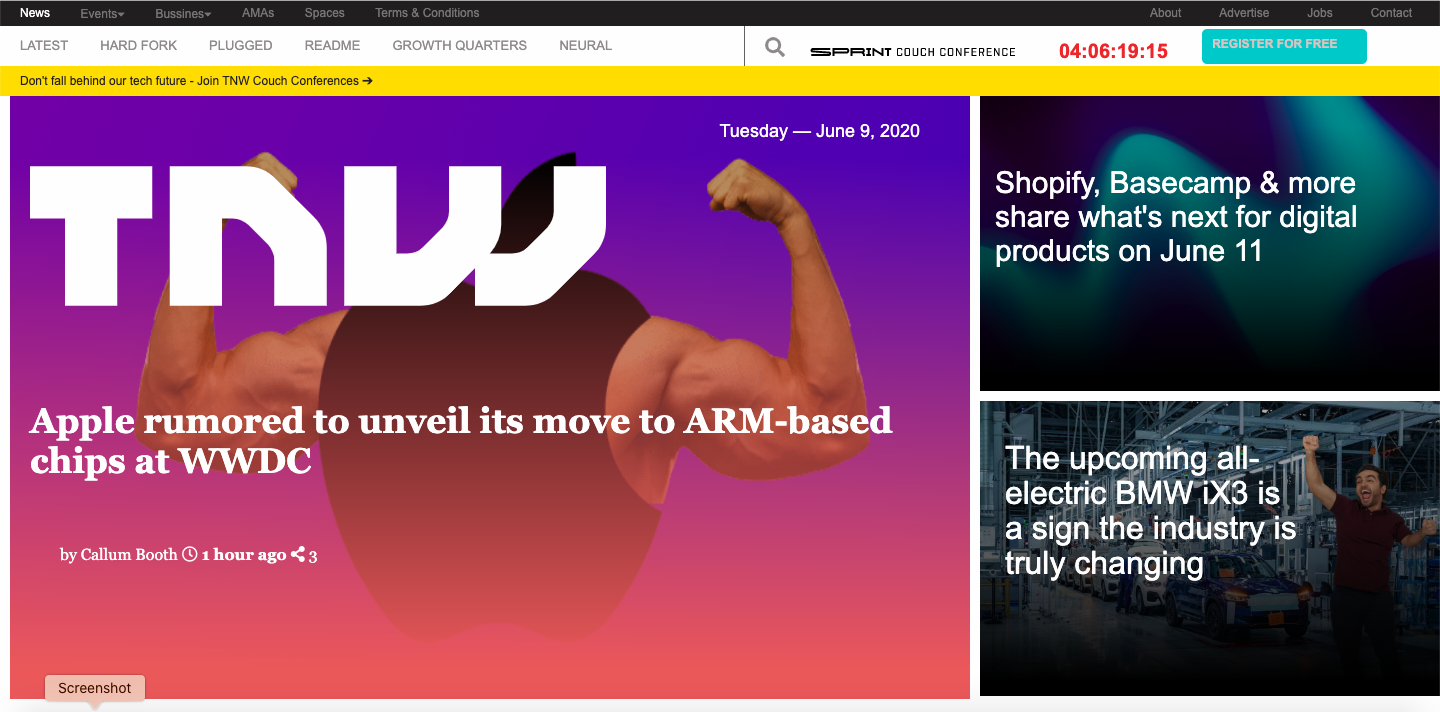 News Events Bussines AMAs Spaces Terms & Conditions About Advertise Jobs Contact
LATEST HARD FORK PLUGGED README GROWTH QUARTERS NEURAL SPRINT COUCH CONFERENCE 04:06:19:15 REGISTER FOR FREE
Don't fall behind our tech future - Join TNW Couch Conferences ➔
Tuesday — June 9, 2020
TNW
Apple rumored to unveil its move to ARM-based
chips at WWDC
by Callum Booth 1 hour ago 3
Shopify, Basecamp & more
share what's next for digital
products on June 11
The upcoming all-
electric BMW iX3 is
a sign the industry is
truly changing
Screenshot